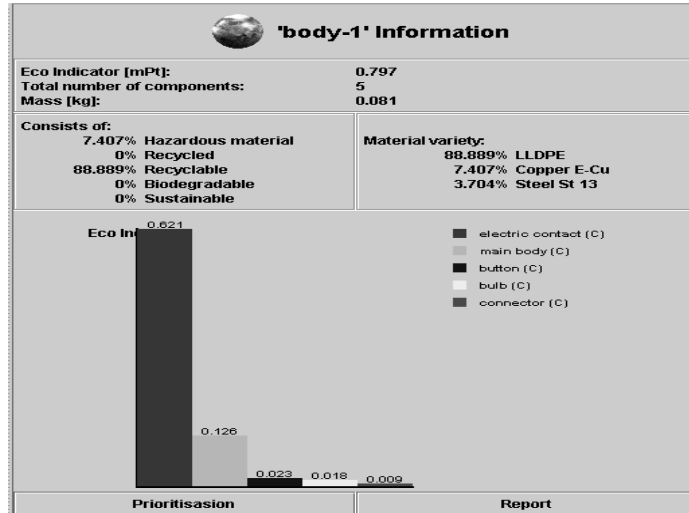 'body-1' Information
Eco Indicator [mPt]: 0.797
Total number of components: 5
Mass [kg]: 0.081
Consists of:
7.407% Hazardous material
0% Recycled
88.889% Recyclable
0% Biodegradable
0% Sustainable
Material variety:
88.889% LLDPE
7.407% Copper E-Cu
3.704% Steel St 13
Eco In
0.621
0.126
0.023
0.018
0.009
electric contact (C)
main body (C)
button (C)
bulb (C)
connector (C)
Prioritisasion
Report